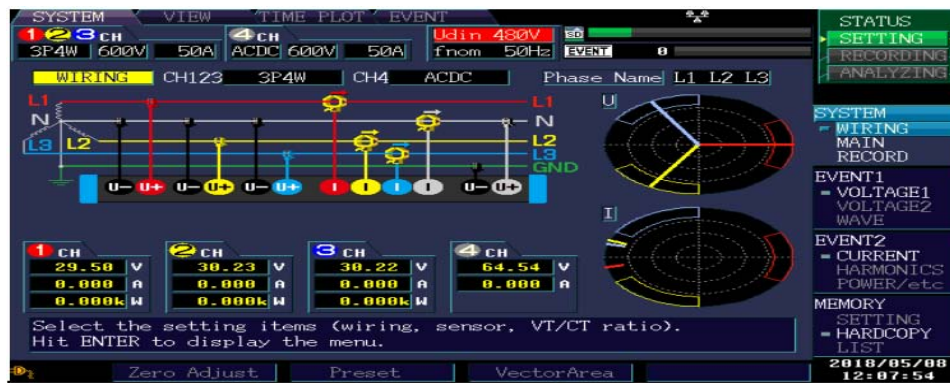 SYSTEM VIEW TIME PLOT EVENT
1 2 3 CH 4 CH Udin 480V SD
3P4W 600V 50A ACDC 600V 50A fnom 50Hz EVENT 0
WIRING CH123 3P4W CH4 ACDC Phase Name L1 L2 L3
L1 L1 U
N N
L3 L2 L2
L3
GND
U- U+ U- U+ U- U+ I I I I U- U+
I
1 CH 2 CH 3 CH 4 CH
29.50 V 30.23 V 30.22 V 64.54 V
0.000 A 0.000 A 0.000 A 0.000 A
0.000k W 0.000k W 0.000k W
Select the setting items (wiring, sensor, VT/CT ratio).
Hit ENTER to display the menu.
Zero Adjust Preset VectorArea
STATUS
SETTING
RECORDING
ANALYZING
SYSTEM
WIRING
MAIN
RECORD
EVENT1
VOLTAGE1
VOLTAGE2
WAVE
EVENT2
CURRENT
HARMONICS
POWER/etc
MEMORY
SETTING
HARDCOPY
LIST
2018/05/08
12:07:54